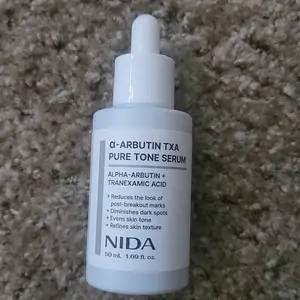 α-ARBUTIN TXA
PURE TONE SERUM
ALPHA-ARBUTIN +
TRANEXAMIC ACID
+ Reduces the look of
post-breakout marks
+ Diminishes dark spots
+ Evens skin tone
+ Refines skin texture
NIDA
50 mL 1.69 fl. oz.